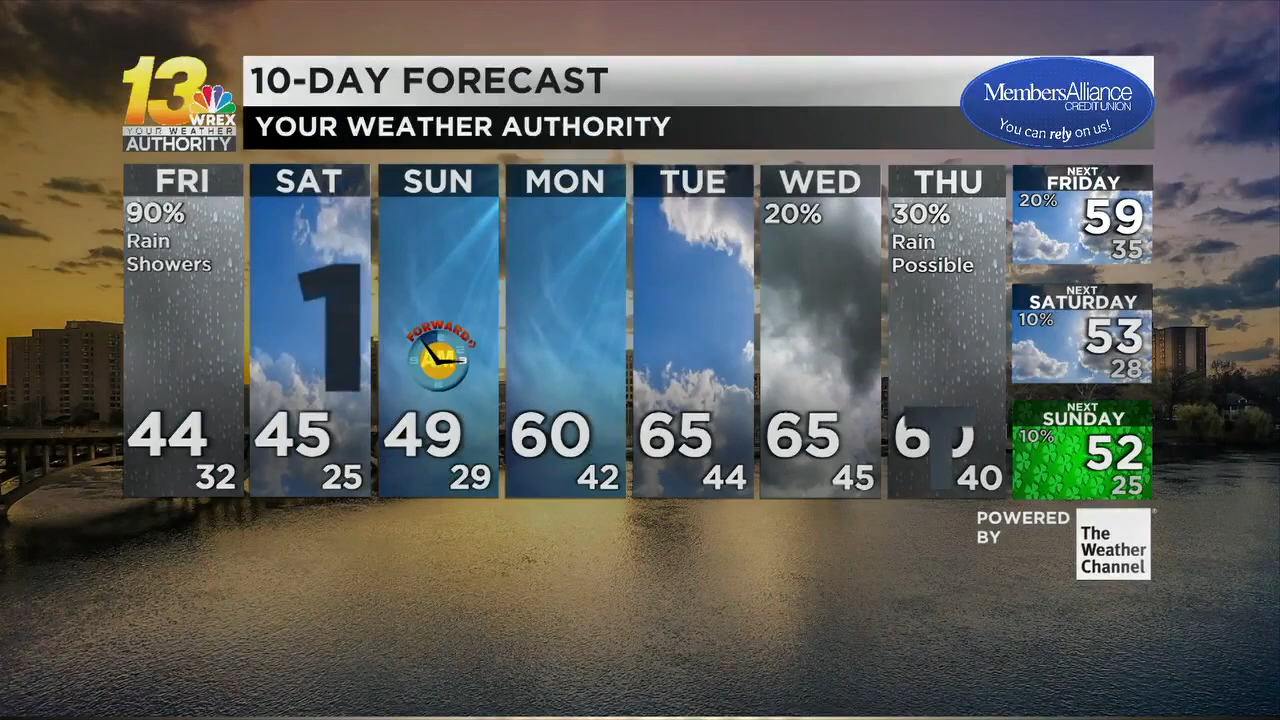 13
WREX
YOUR WEATHER
AUTHORITY
10-DAY FORECAST
YOUR WEATHER AUTHORITY
MembersAlliance
CREDIT UNION
You can rely on us!
FRI
90%
Rain
Showers
44
32
SAT
1
45
25
SUN
FORWARD
49
29
MON
60
42
TUE
65
44
WED
20%
65
45
THU
30%
Rain
Possible
40
NEXT
FRIDAY
20%
59
35
NEXT
SATURDAY
10%
53
28
NEXT
SUNDAY
10%
52
25
POWERED
BY
The
Weather
Channel